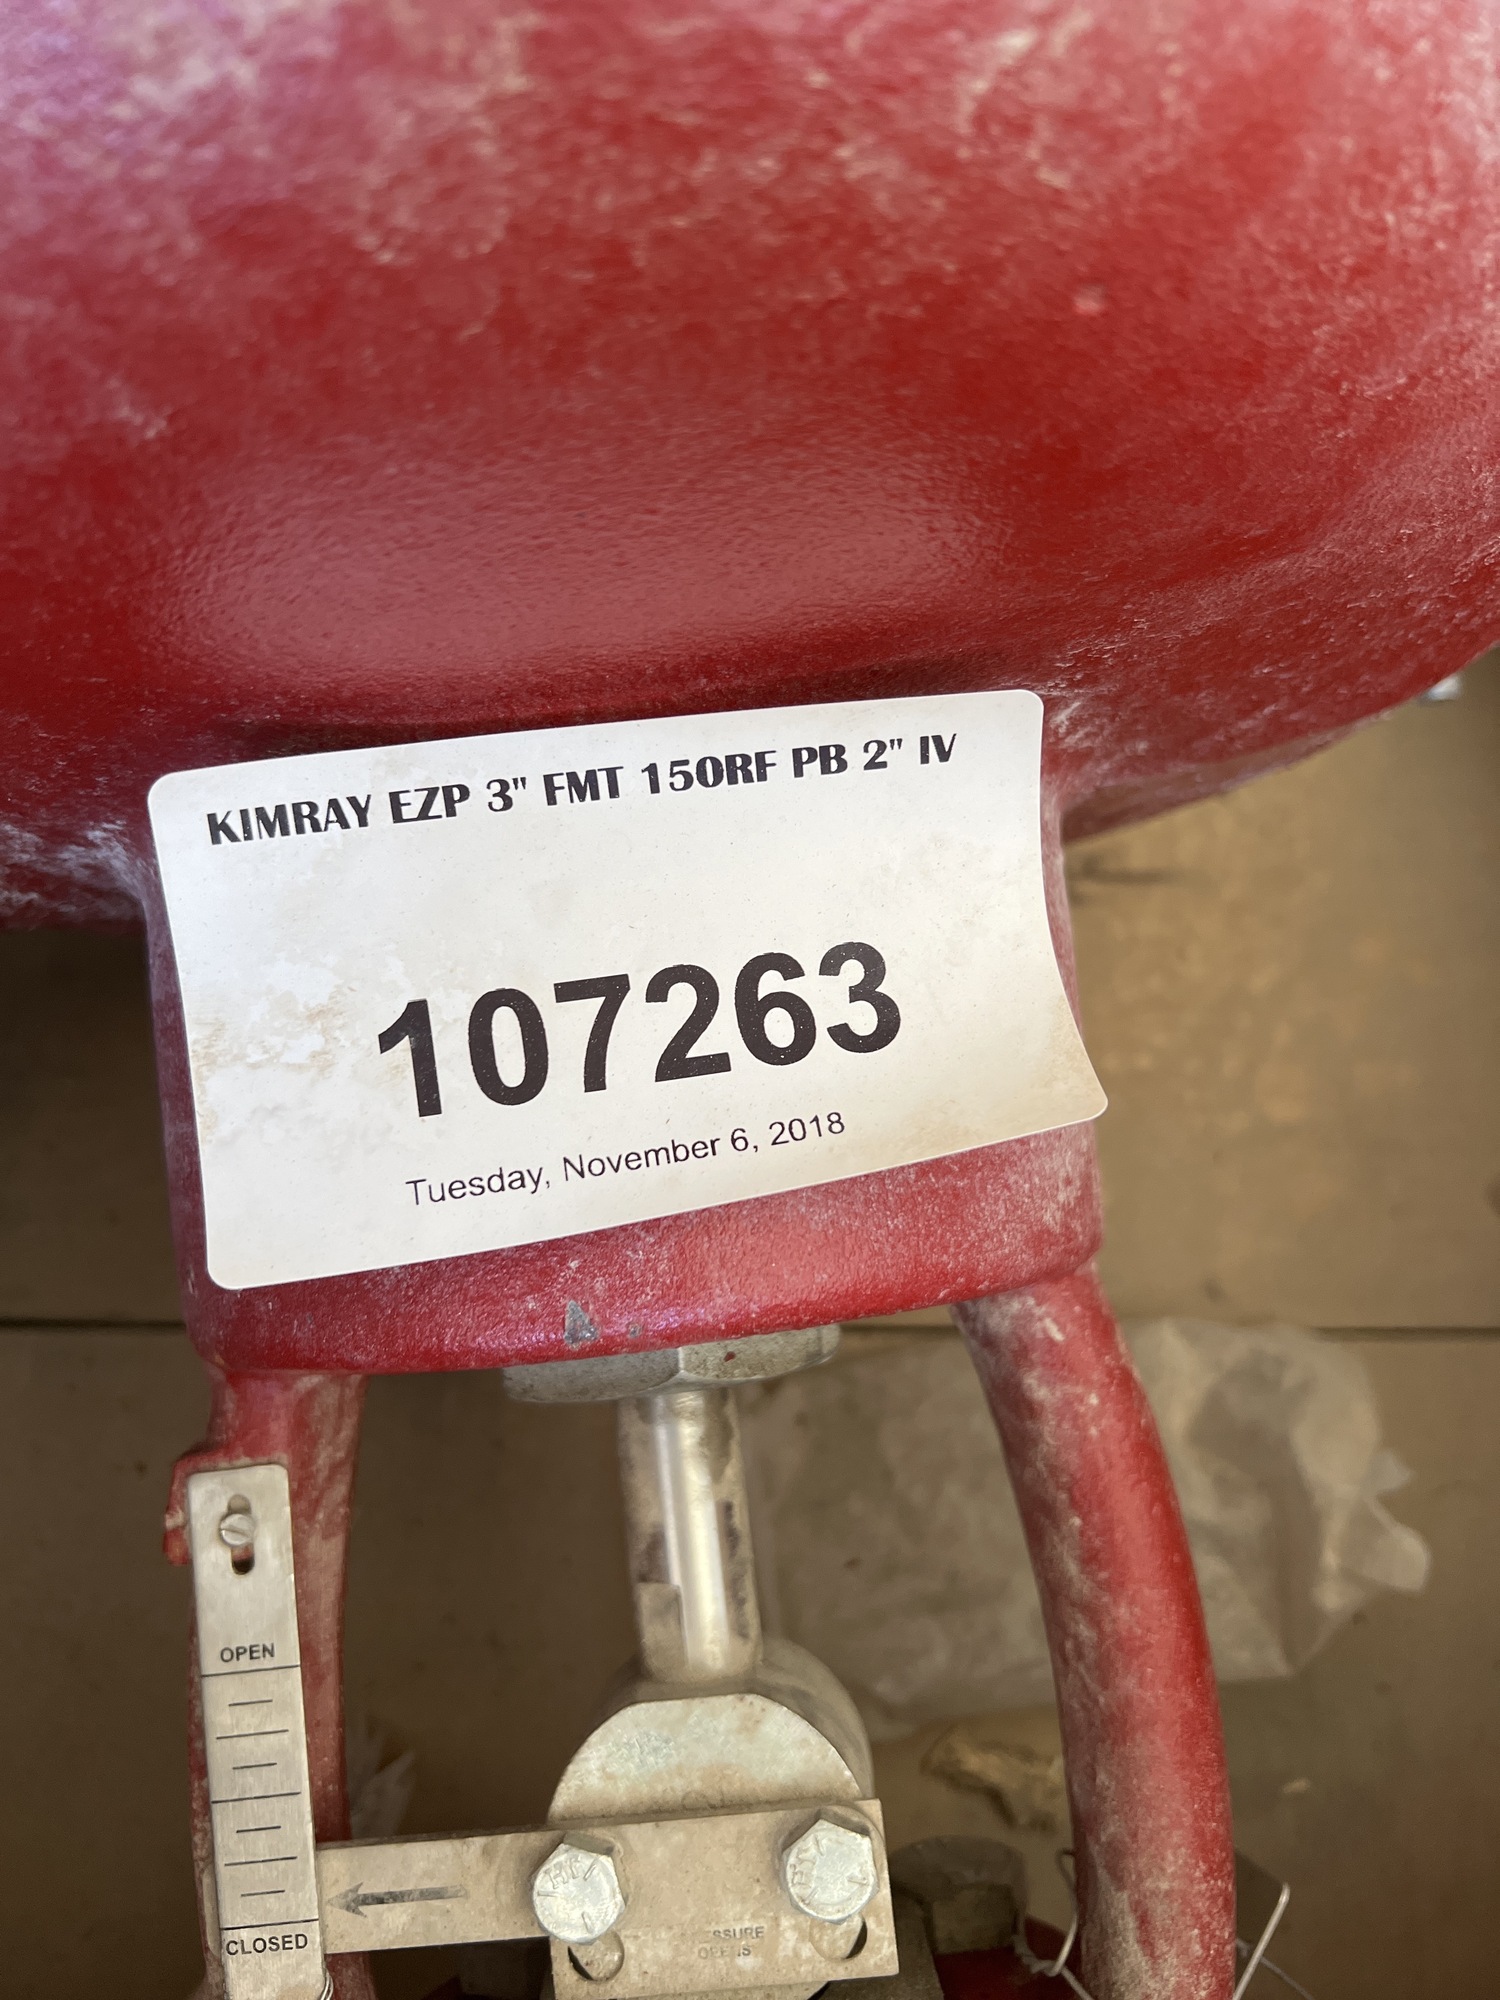 KIMRAY EZP 3" FMT 150RF PB 2" IV
107263
Tuesday, November 6, 2018
OPEN
CLOSED